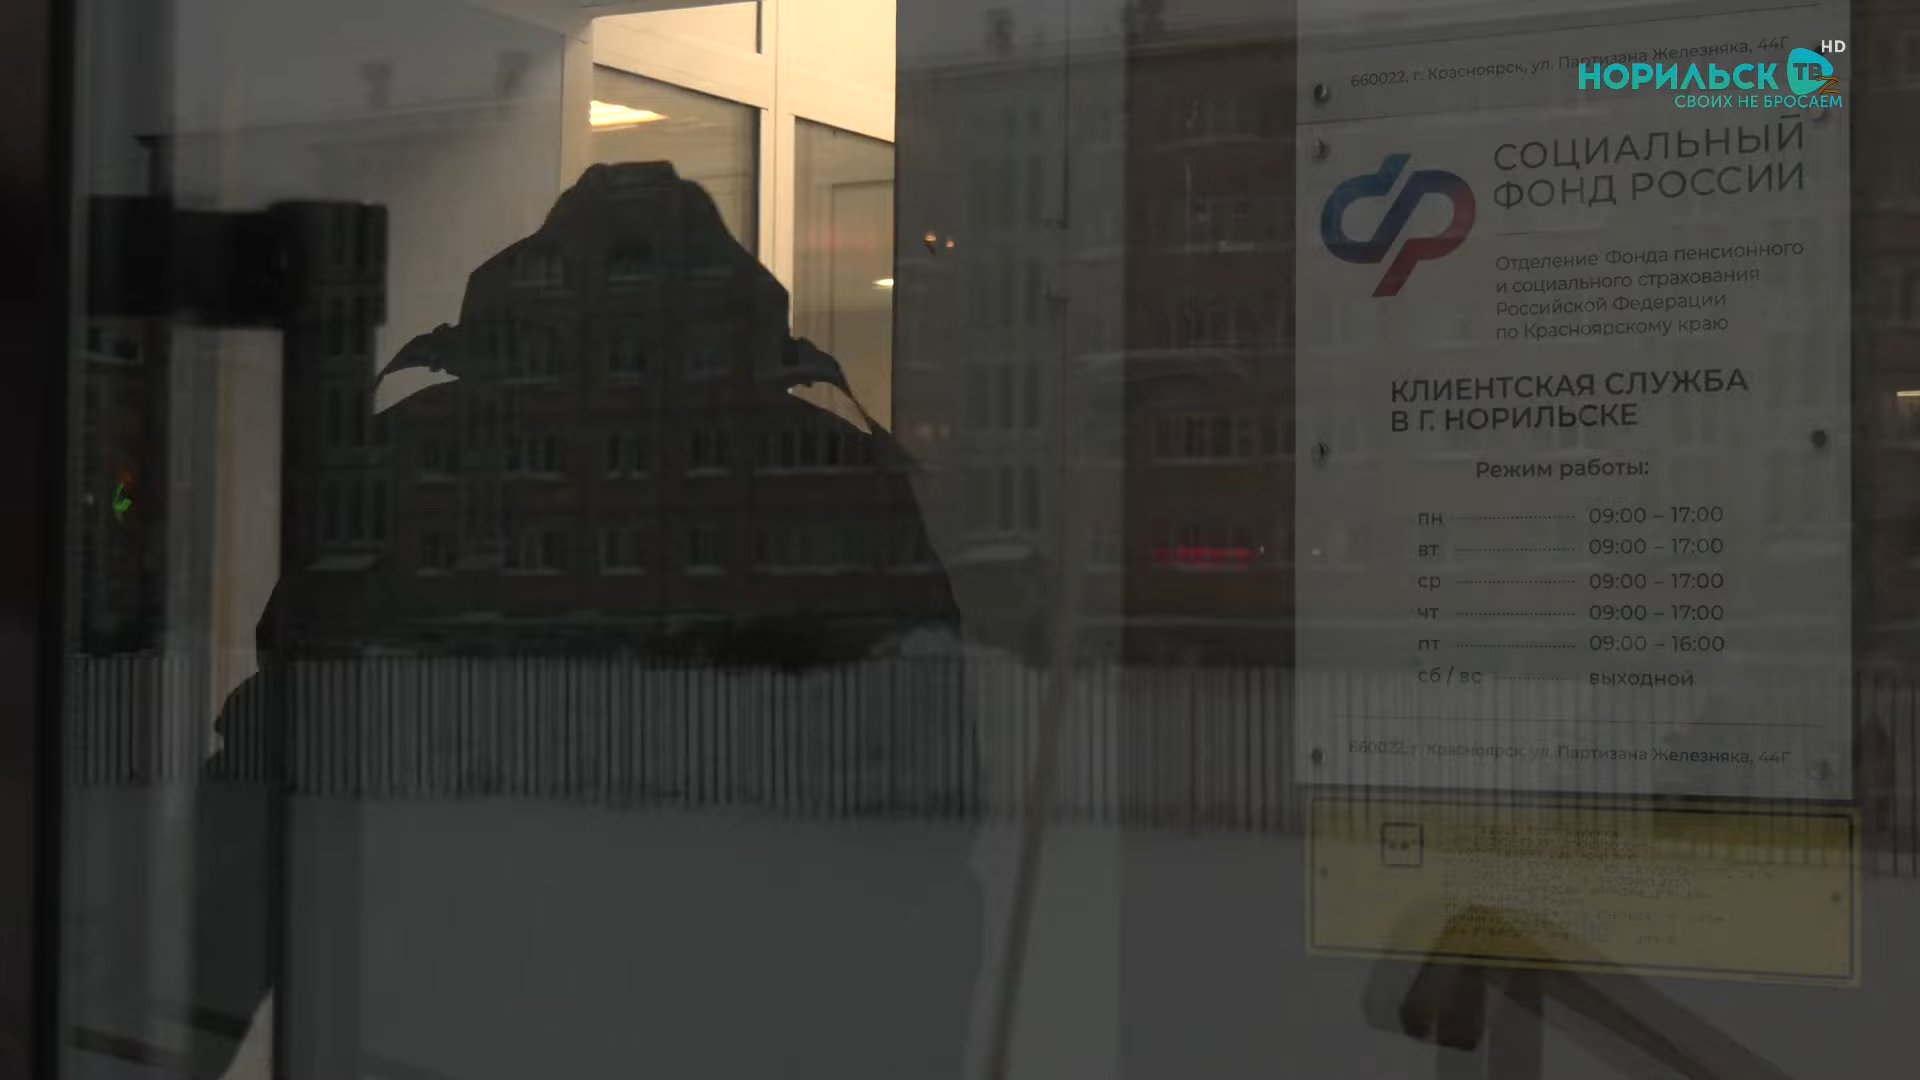 660022, г. Красноярск, ул. Партизана Железняка, 44Г
HD
НОРИЛЬСК ТВ
СВОИХ НЕ БРОСАЕМ
СОЦИАЛЬНЫЙ
ФОНД РОССИИ
Отделение Фонда пенсионного
и социального страхования
Российской Федерации
по Красноярскому краю
КЛИЕНТСКАЯ СЛУЖБА
В Г. НОРИЛЬСКЕ
Режим работы:
пн 09:00 – 17:00
вт 09:00 – 17:00
ср 09:00 – 17:00
чт 09:00 – 17:00
пт 09:00 – 16:00
сб / вс выходной
660022, г. Красноярск, ул. Партизана Железняка, 44Г